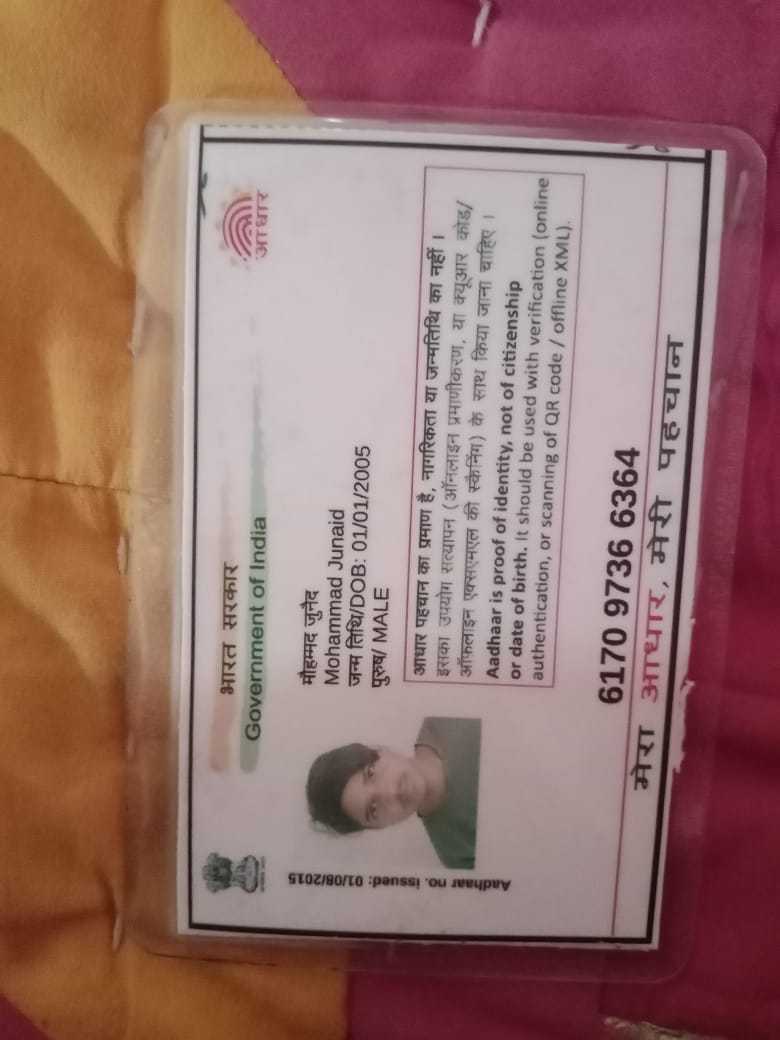 भारत सरकार
Government of India
आधार
Aadhaar no. issued: 01/08/2015
मौहम्मद जुनैद
Mohammad Junaid
जन्म तिथि/DOB: 01/01/2005
पुरुष/ MALE
आधार पहचान का प्रमाण है, नागरिकता या जन्मतिथि का नहीं ।
इसका उपयोग सत्यापन (ऑनलाइन प्रमाणीकरण, या क्यूआर कोड/
ऑफलाइन एक्सएमएल की स्कैनिंग) के साथ किया जाना चाहिए ।
Aadhaar is proof of identity, not of citizenship
or date of birth. It should be used with verification (online
authentication, or scanning of QR code / offline XML).
6170 9736 6364
मेरा आधार, मेरी पहचान